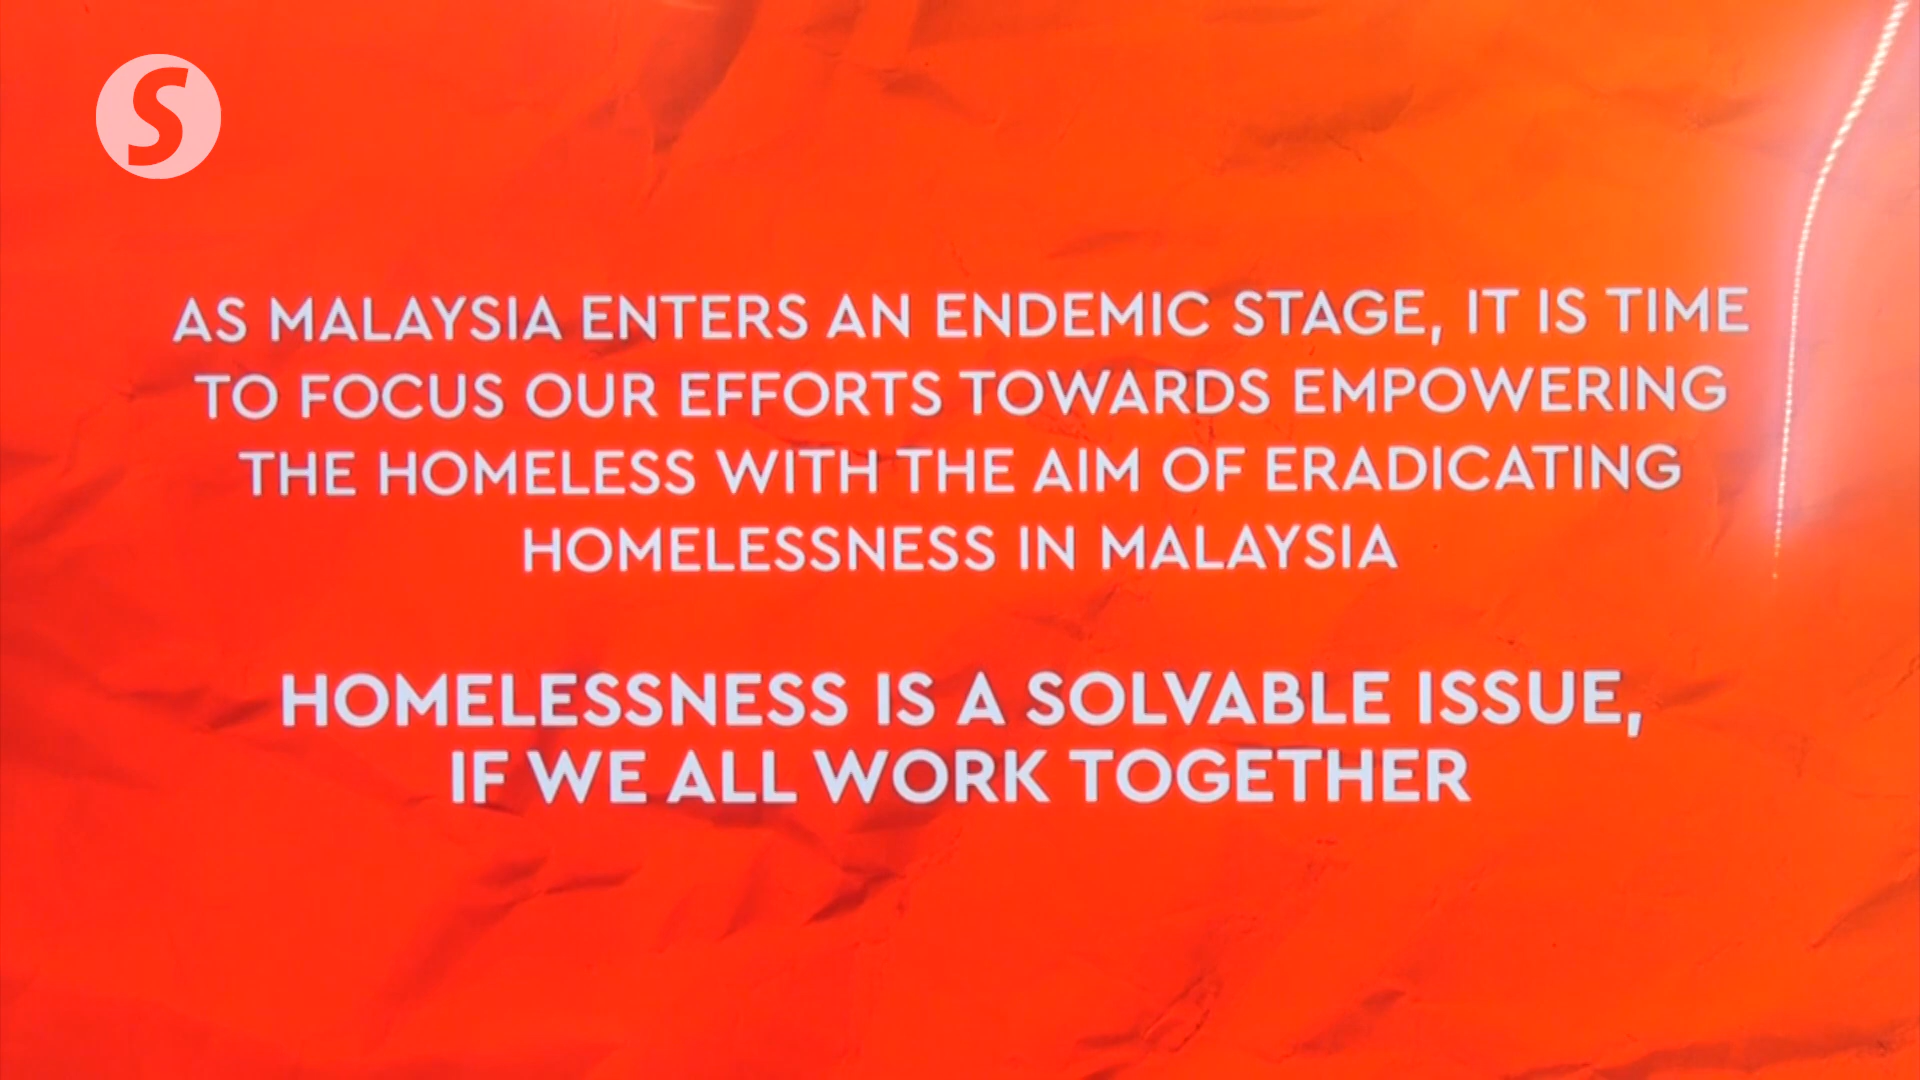 S
AS MALAYSIA ENTERS AN ENDEMIC STAGE, IT IS TIME
TO FOCUS OUR EFFORTS TOWARDS EMPOWERING
THE HOMELESS WITH THE AIM OF ERADICATING
HOMELESSNESS IN MALAYSIA
HOMELESSNESS IS A SOLVABLE ISSUE,
IF WE ALL WORK TOGETHER